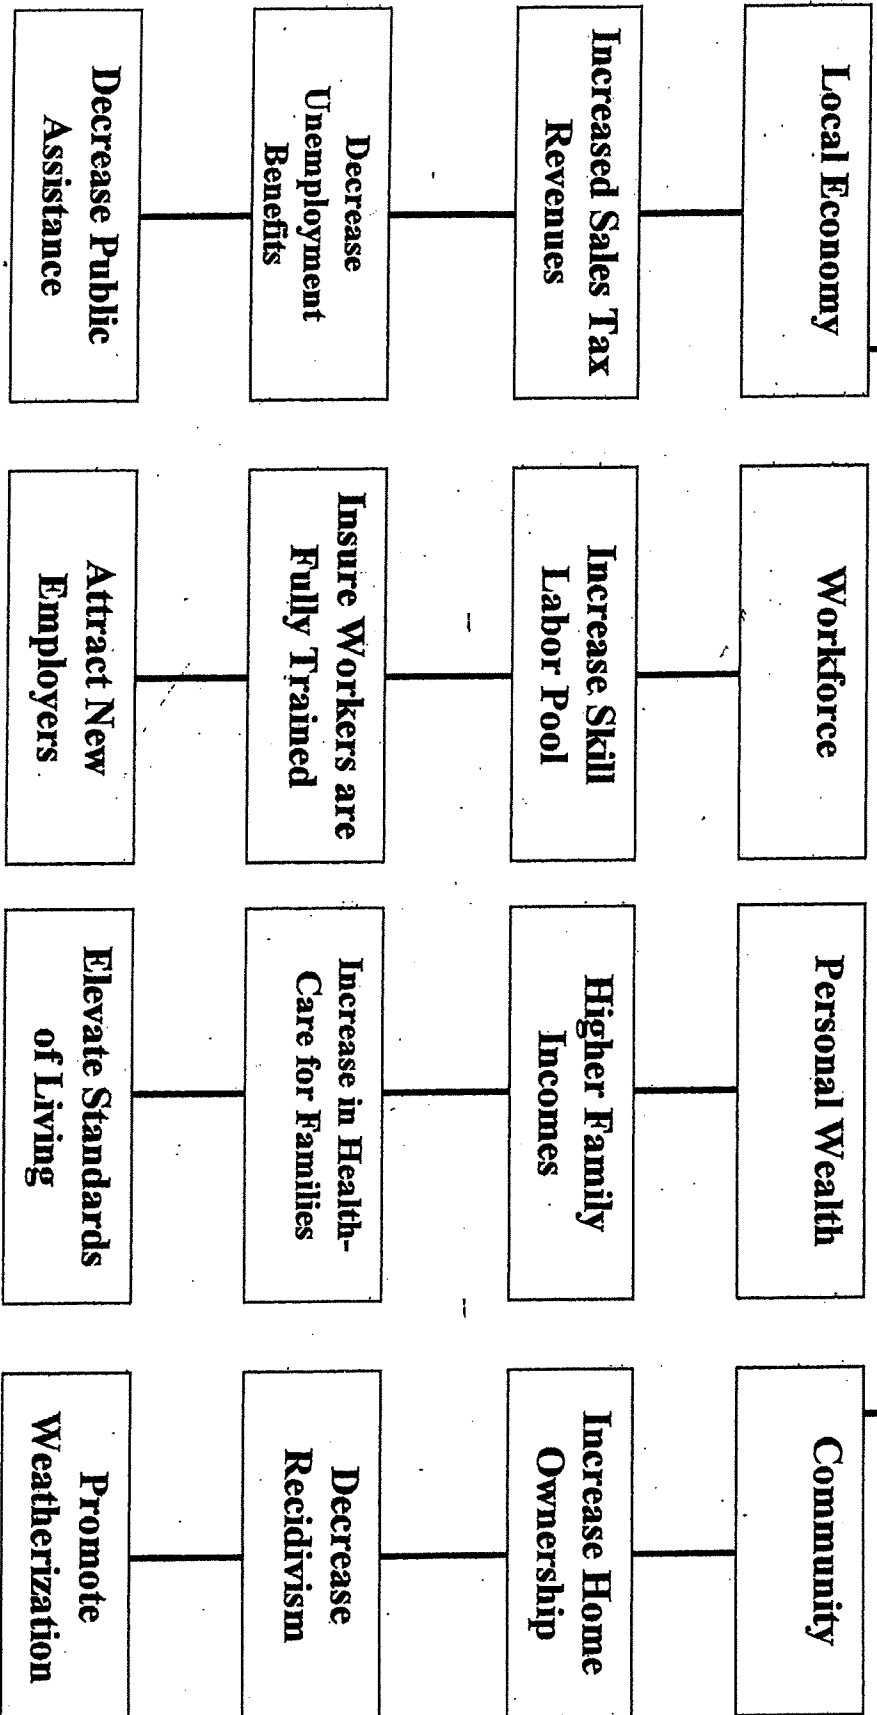 Local Economy
Increased Sales Tax
Revenues
Decrease
Unemployment
Benefits
Decrease Public
Assistance
Workforce
Increase Skill
Labor Pool
Insure Workers are
Fully Trained
Attract New
Employers
Personal Wealth
Higher Family
Incomes
Increase in Health-
Care for Families
Elevate Standards
of Living
Community
Increase Home
Ownership
Decrease
Recidivism
Promote
Weatherization